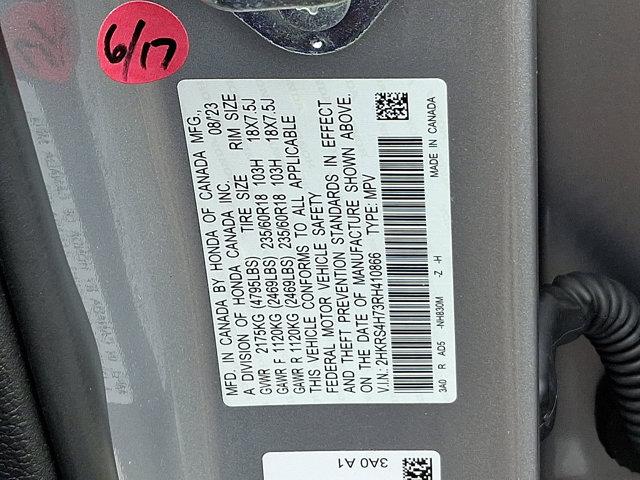 6/17
MFD. IN CANADA BY HONDA OF CANADA MFG.,
A DIVISION OF HONDA CANADA INC. 08/23
TIRE SIZE RIM SIZE
GVWR 2175KG (4795LBS)
GAWR F 1120KG (2469LBS) 235/60R18 103H 18X7.5J
GAWR R 1120KG (2469LBS) 235/60R18 103H 18X7.5J
THIS VEHICLE CONFORMS TO ALL APPLICABLE
FEDERAL MOTOR VEHICLE SAFETY
AND THEFT PREVENTION STANDARDS IN EFFECT
ON THE DATE OF MANUFACTURE SHOWN ABOVE.
V.I.N.: 2HKRS4H73RH410866 TYPE: MPV
3A0 R AD5 -NH830M -Z -H MADE IN CANADA
3A0 A1